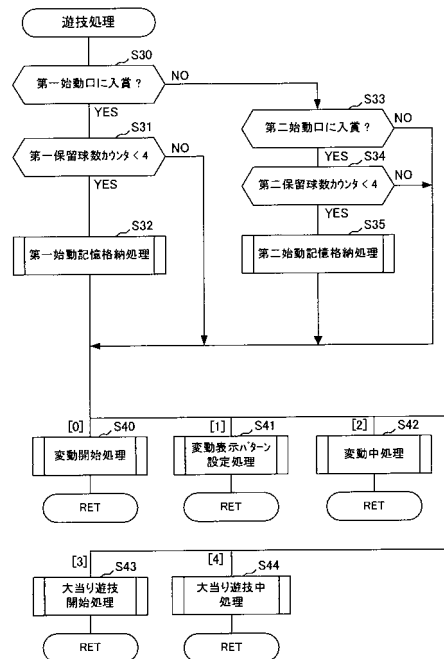 遊技処理
S30
第一始動口に入賞？
NO
YES
S31
第一保留球数カウンタ＜4
NO
YES
S32
第一始動記憶格納処理
S33
第二始動口に入賞？
NO
YES
S34
第二保留球数カウンタ＜4
NO
YES
S35
第二始動記憶格納処理
[0]
S40
変動開始処理
RET
[1]
S41
変動表示パターン
設定処理
RET
[2]
S42
変動中処理
RET
[3]
S43
大当り遊技
開始処理
RET
[4]
S44
大当り遊技中
処理
RET